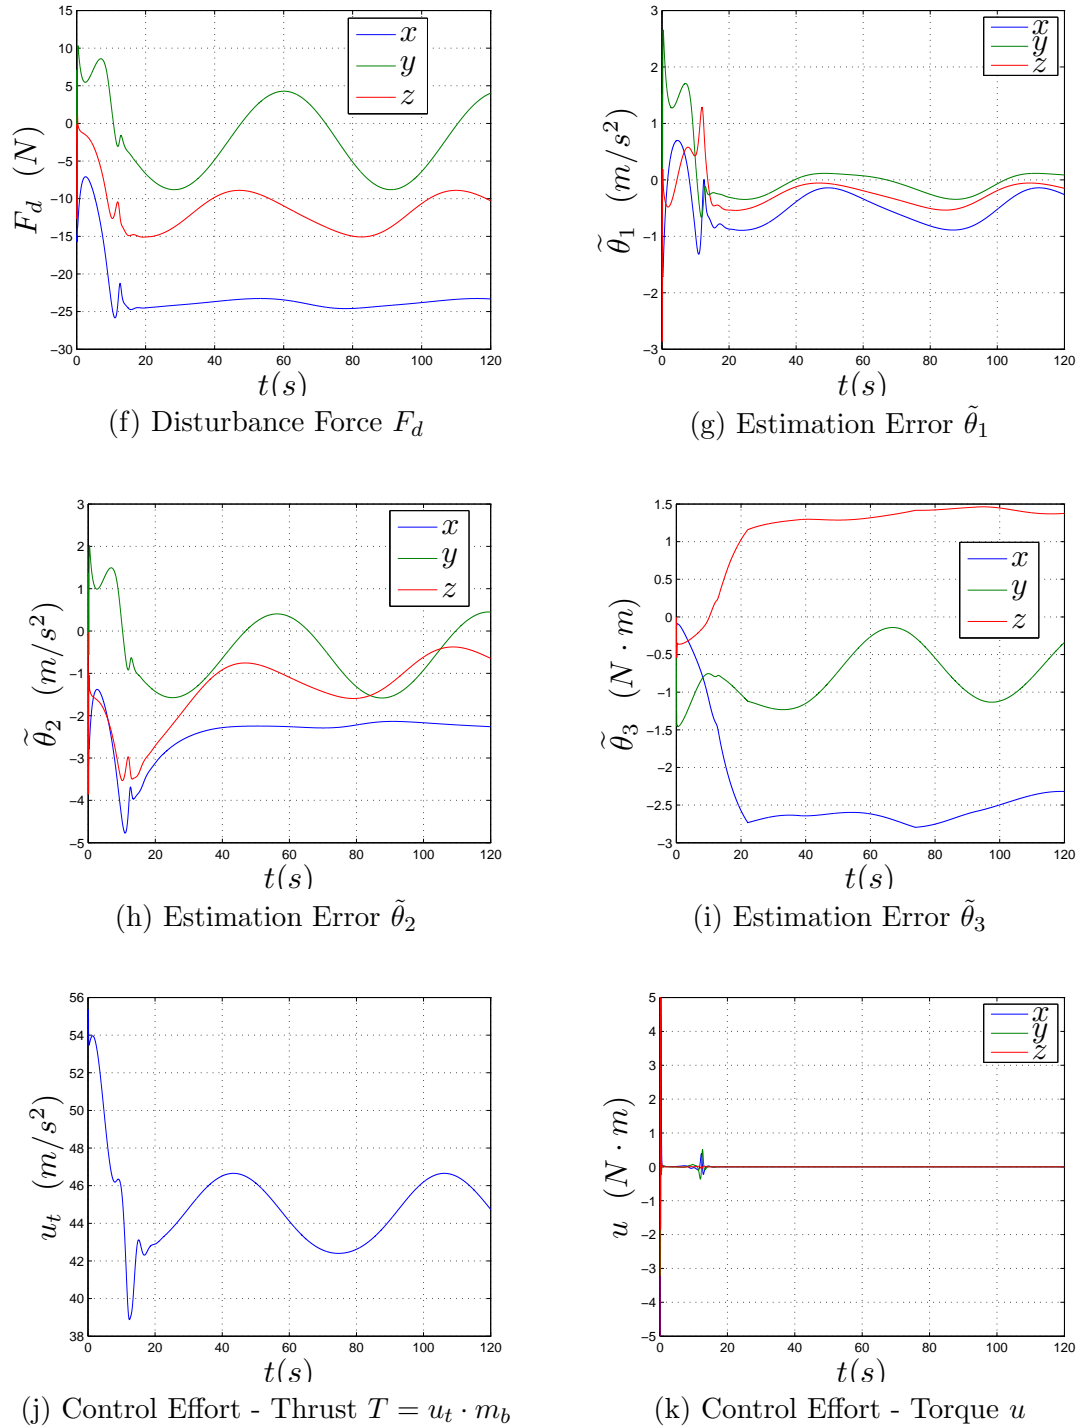 15
10
5
0
−5
−10
−15
−20
−25
−30
0 20 40 60 80 100 120
F_d (N)
t(s)
x
y
z
(f) Disturbance Force F_d
3
2
1
0
−1
−2
−3
0 20 40 60 80 100 120
θ̃_1 (m/s^2)
t(s)
x
y
z
(g) Estimation Error θ̃_1
3
2
1
0
−1
−2
−3
−4
−5
0 20 40 60 80 100 120
θ̃_2 (m/s^2)
t(s)
x
y
z
(h) Estimation Error θ̃_2
1.5
1
0.5
0
−0.5
−1
−1.5
−2
−2.5
−3
0 20 40 60 80 100 120
θ̃_3 (N · m)
t(s)
x
y
z
(i) Estimation Error θ̃_3
56
54
52
50
48
46
44
42
40
38
0 20 40 60 80 100 120
u_t (m/s^2)
t(s)
(j) Control Effort - Thrust T = u_t · m_b
5
4
3
2
1
0
−1
−2
−3
−4
−5
0 20 40 60 80 100 120
u (N · m)
t(s)
x
y
z
(k) Control Effort - Torque u